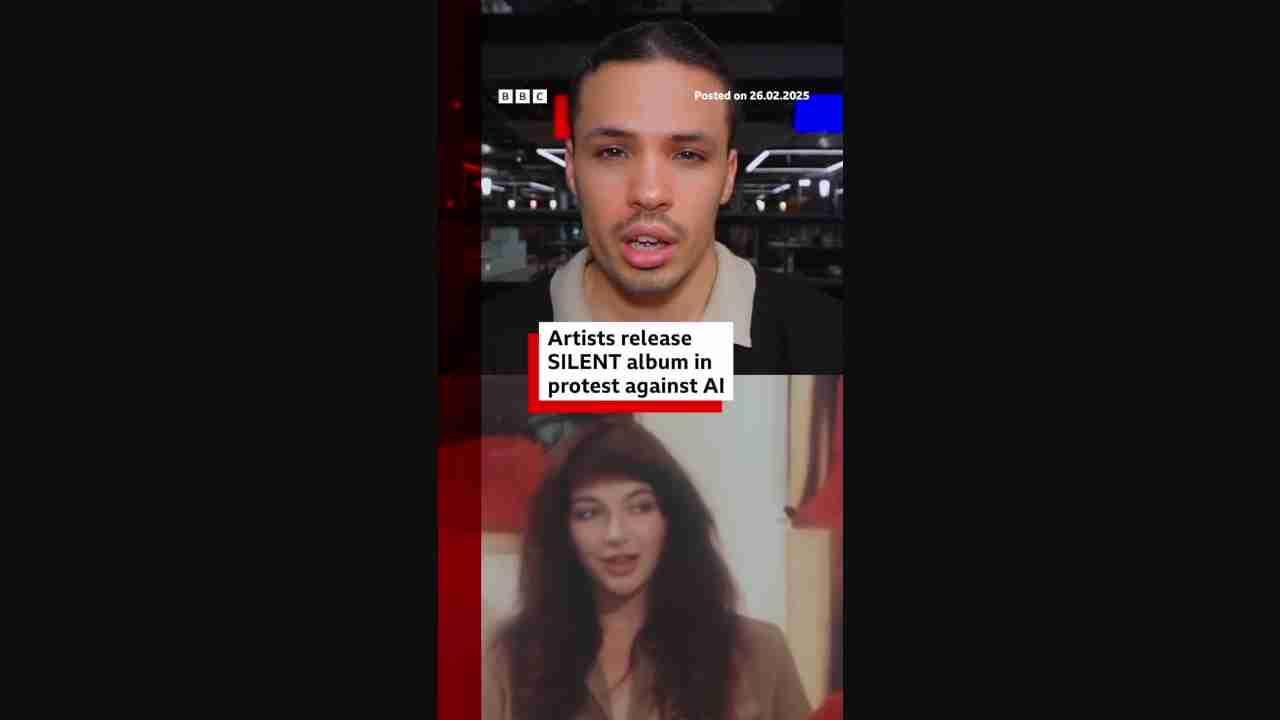 BBC
Posted on 26.02.2025
Artists release
SILENT album in
protest against AI